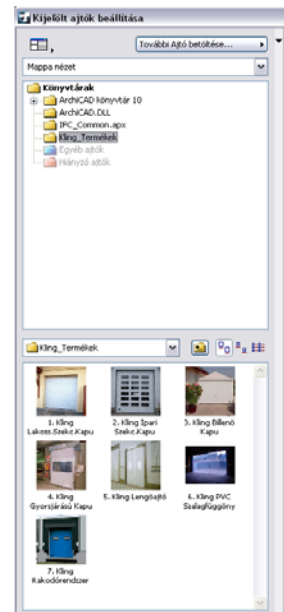 Kijelölt ajtók beállítása
További Ajtó betöltése...
Mappa nézet
Könyvtárak
ArchiCAD könyvtár 10
ArchiCAD.DLL
IFC_Common.apx
Kling_Termékek
Egyéb ajtók
Hiányzó ajtók
Kling_Termékek
1. Kling
Lakoss.Szekc.Kapu
2. Kling Ipari
Szekc.Kapu
3. Kling Billenő
Kapu
4. Kling
Gyorsjárású Kapu
5. Kling Lengőajtó
6. Kling PVC
Szalagfüggöny
7. Kling
Rakodórendszer